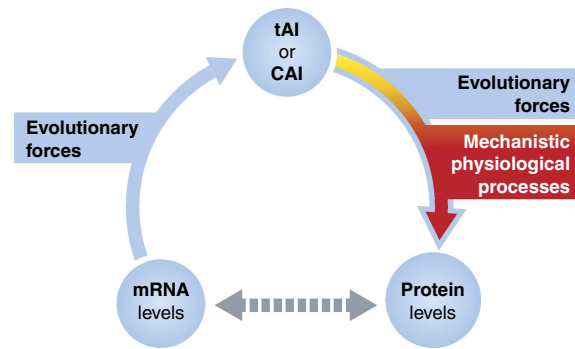 tAI
or
CAI
Evolutionary
forces
Evolutionary
forces
Mechanistic
physiological
processes
mRNA
levels
Protein
levels